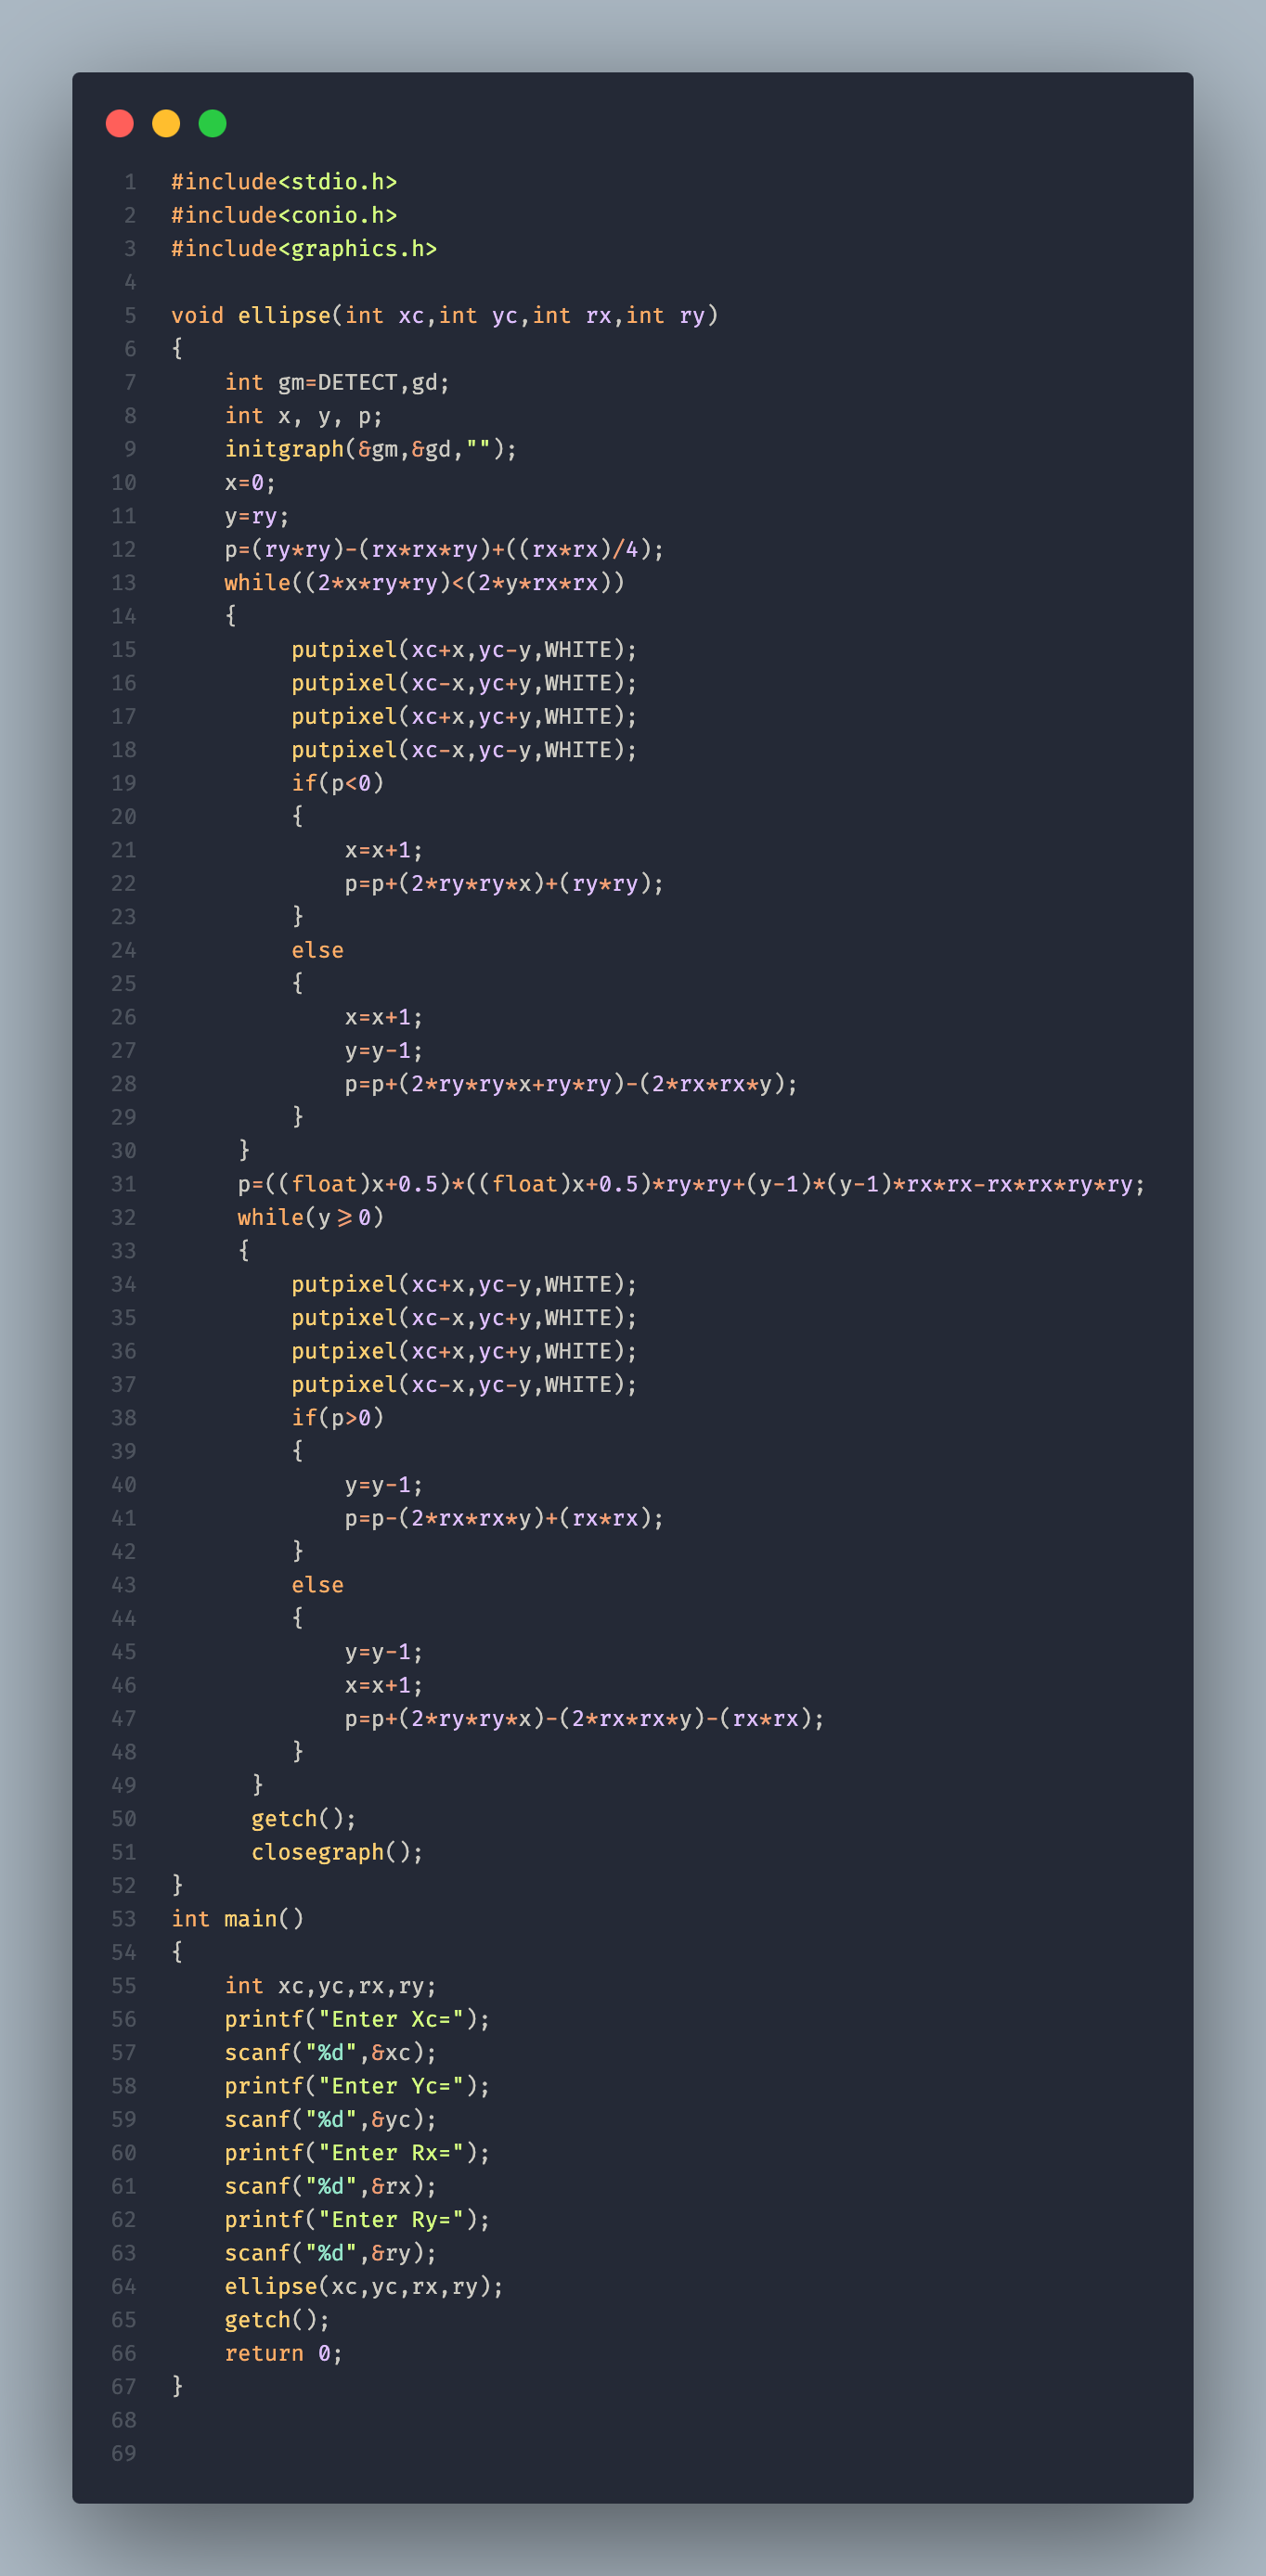 1 #include<stdio.h>
2 #include<conio.h>
3 #include<graphics.h>
4
5 void ellipse(int xc,int yc,int rx,int ry)
6 {
7     int gm=DETECT,gd;
8     int x, y, p;
9     initgraph(&gm,&gd,"");
10     x=0;
11     y=ry;
12     p=(ry*ry)-(rx*rx*ry)+((rx*rx)/4);
13     while((2*x*ry*ry)<(2*y*rx*rx))
14     {
15          putpixel(xc+x,yc-y,WHITE);
16          putpixel(xc-x,yc+y,WHITE);
17          putpixel(xc+x,yc+y,WHITE);
18          putpixel(xc-x,yc-y,WHITE);
19          if(p<0)
20          {
21              x=x+1;
22              p=p+(2*ry*ry*x)+(ry*ry);
23          }
24          else
25          {
26              x=x+1;
27              y=y-1;
28              p=p+(2*ry*ry*x+ry*ry)-(2*rx*rx*y);
29          }
30      }
31      p=((float)x+0.5)*((float)x+0.5)*ry*ry+(y-1)*(y-1)*rx*rx-rx*rx*ry*ry;
32      while(y>=0)
33      {
34          putpixel(xc+x,yc-y,WHITE);
35          putpixel(xc-x,yc+y,WHITE);
36          putpixel(xc+x,yc+y,WHITE);
37          putpixel(xc-x,yc-y,WHITE);
38          if(p>0)
39          {
40              y=y-1;
41              p=p-(2*rx*rx*y)+(rx*rx);
42          }
43          else
44          {
45              y=y-1;
46              x=x+1;
47              p=p+(2*ry*ry*x)-(2*rx*rx*y)-(rx*rx);
48          }
49       }
50       getch();
51       closegraph();
52 }
53 int main()
54 {
55     int xc,yc,rx,ry;
56     printf("Enter Xc=");
57     scanf("%d",&xc);
58     printf("Enter Yc=");
59     scanf("%d",&yc);
60     printf("Enter Rx=");
61     scanf("%d",&rx);
62     printf("Enter Ry=");
63     scanf("%d",&ry);
64     ellipse(xc,yc,rx,ry);
65     getch();
66     return 0;
67 }
68
69